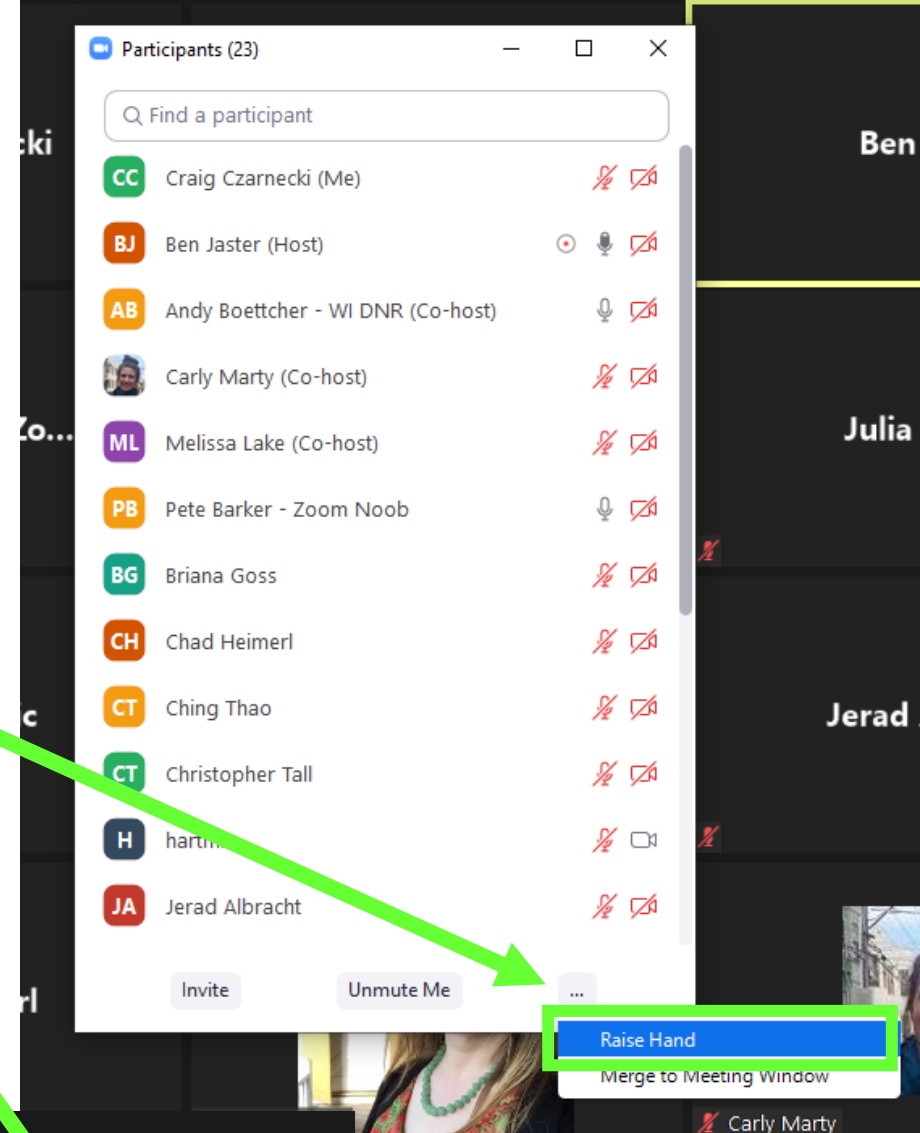 Participants (23)
Find a participant
cki
CC Craig Czarnecki (Me)
Ben
BJ Ben Jaster (Host)
AB Andy Boettcher - WI DNR (Co-host)
Carly Marty (Co-host)
Zo...
ML Melissa Lake (Co-host)
Julia
PB Pete Barker - Zoom Noob
BG Briana Goss
CH Chad Heimerl
CT Ching Thao
c
Jerad
CT Christopher Tall
H
JA Jerad Albracht
rl
Invite
Unmute Me
...
Raise Hand
Merge to Meeting Window
Carly Marty